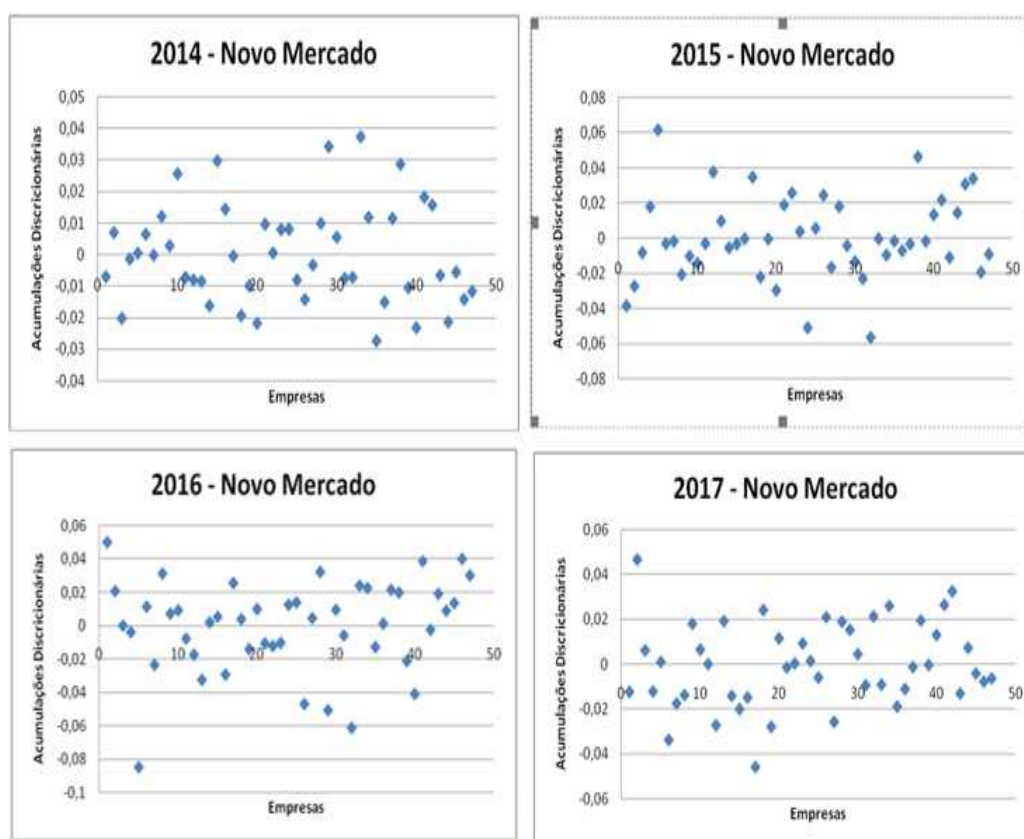 2014 - Novo Mercado
Acumulações Discricionárias
0,05
0,04
0,03
0,02
0,01
0
-0,01
-0,02
-0,03
-0,04
0 10 20 30 40 50
Empresas
2015 - Novo Mercado
Acumulações Discricionárias
0,08
0,06
0,04
0,02
0
-0,02
-0,04
-0,06
-0,08
0 10 20 30 40 50
Empresas
2016 - Novo Mercado
Acumulações Discricionárias
0,06
0,04
0,02
0
-0,02
-0,04
-0,06
-0,08
-0,1
0 10 20 30 40 50
Empresas
2017 - Novo Mercado
Acumulações Discricionárias
0,06
0,04
0,02
0
-0,02
-0,04
-0,06
0 10 20 30 40 50
Empresas